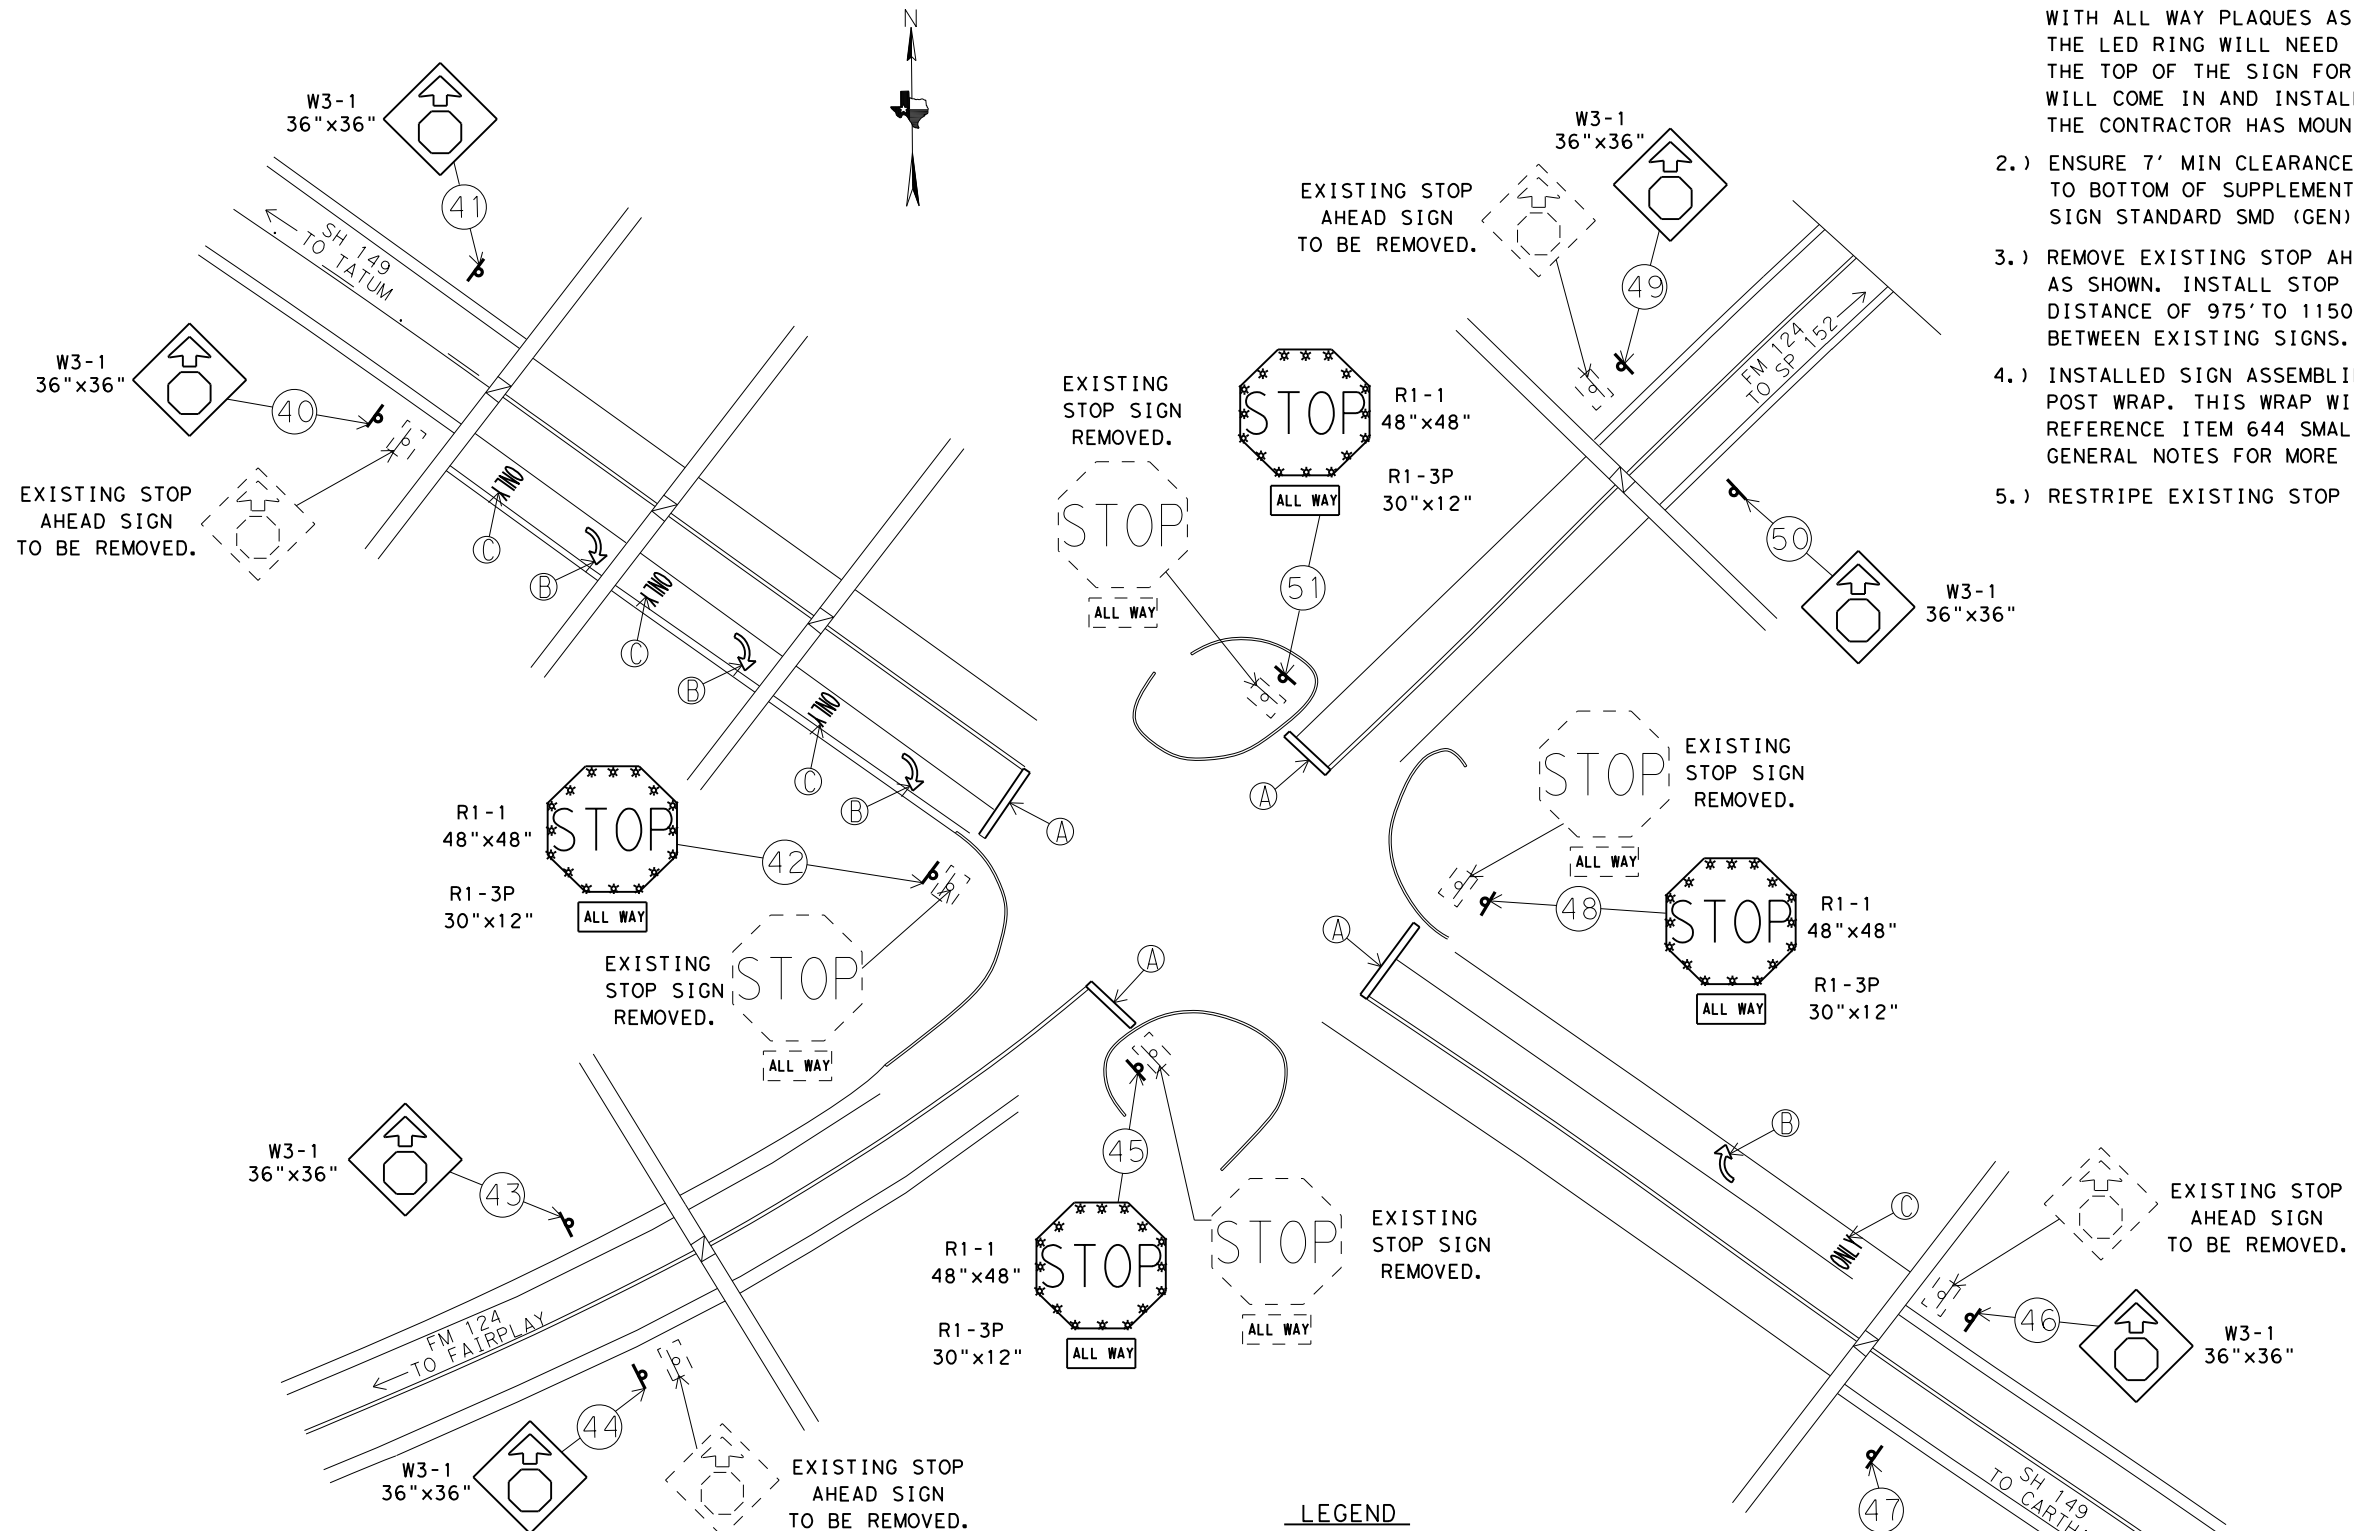 N
WITH ALL WAY PLAQUES AS
THE LED RING WILL NEED
THE TOP OF THE SIGN FOR
WILL COME IN AND INSTALL
THE CONTRACTOR HAS MOUN
2.) ENSURE 7' MIN CLEARANCE
TO BOTTOM OF SUPPLEMENT
SIGN STANDARD SMD (GEN)
3.) REMOVE EXISTING STOP AH
AS SHOWN. INSTALL STOP
DISTANCE OF 975'TO 1150
BETWEEN EXISTING SIGNS.
4.) INSTALLED SIGN ASSEMBLI
POST WRAP. THIS WRAP WI
REFERENCE ITEM 644 SMAL
GENERAL NOTES FOR MORE
5.) RESTRIPE EXISTING STOP
W3-1
36"x36"
41
SH 149
TO TATUM
W3-1
36"x36"
40
EXISTING STOP
AHEAD SIGN
TO BE REMOVED.
ONLY
C
B
ONLY
C
B
ONLY
C
B
A
W3-1
36"x36"
EXISTING STOP
AHEAD SIGN
TO BE REMOVED.
49
FM 124
TO SP 152
EXISTING
STOP SIGN
REMOVED.
STOP
ALL WAY
STOP
ALL WAY
R1-1
48"x48"
R1-3P
30"x12"
51
50
W3-1
36"x36"
A
R1-1
48"x48"
R1-3P
30"x12"
STOP
ALL WAY
42
EXISTING
STOP SIGN
REMOVED.
STOP
ALL WAY
STOP
ALL WAY
EXISTING
STOP SIGN
REMOVED.
48
STOP
ALL WAY
R1-1
48"x48"
R1-3P
30"x12"
A
A
W3-1
36"x36"
43
FM 124
TO FAIRPLAY
45
R1-1
48"x48"
R1-3P
30"x12"
STOP
ALL WAY
STOP
ALL WAY
EXISTING
STOP SIGN
REMOVED.
B
C
ONLY
EXISTING STOP
AHEAD SIGN
TO BE REMOVED.
46
W3-1
36"x36"
44
W3-1
36"x36"
EXISTING STOP
AHEAD SIGN
TO BE REMOVED.
47
SH 149
TO CARTH
LEGEND